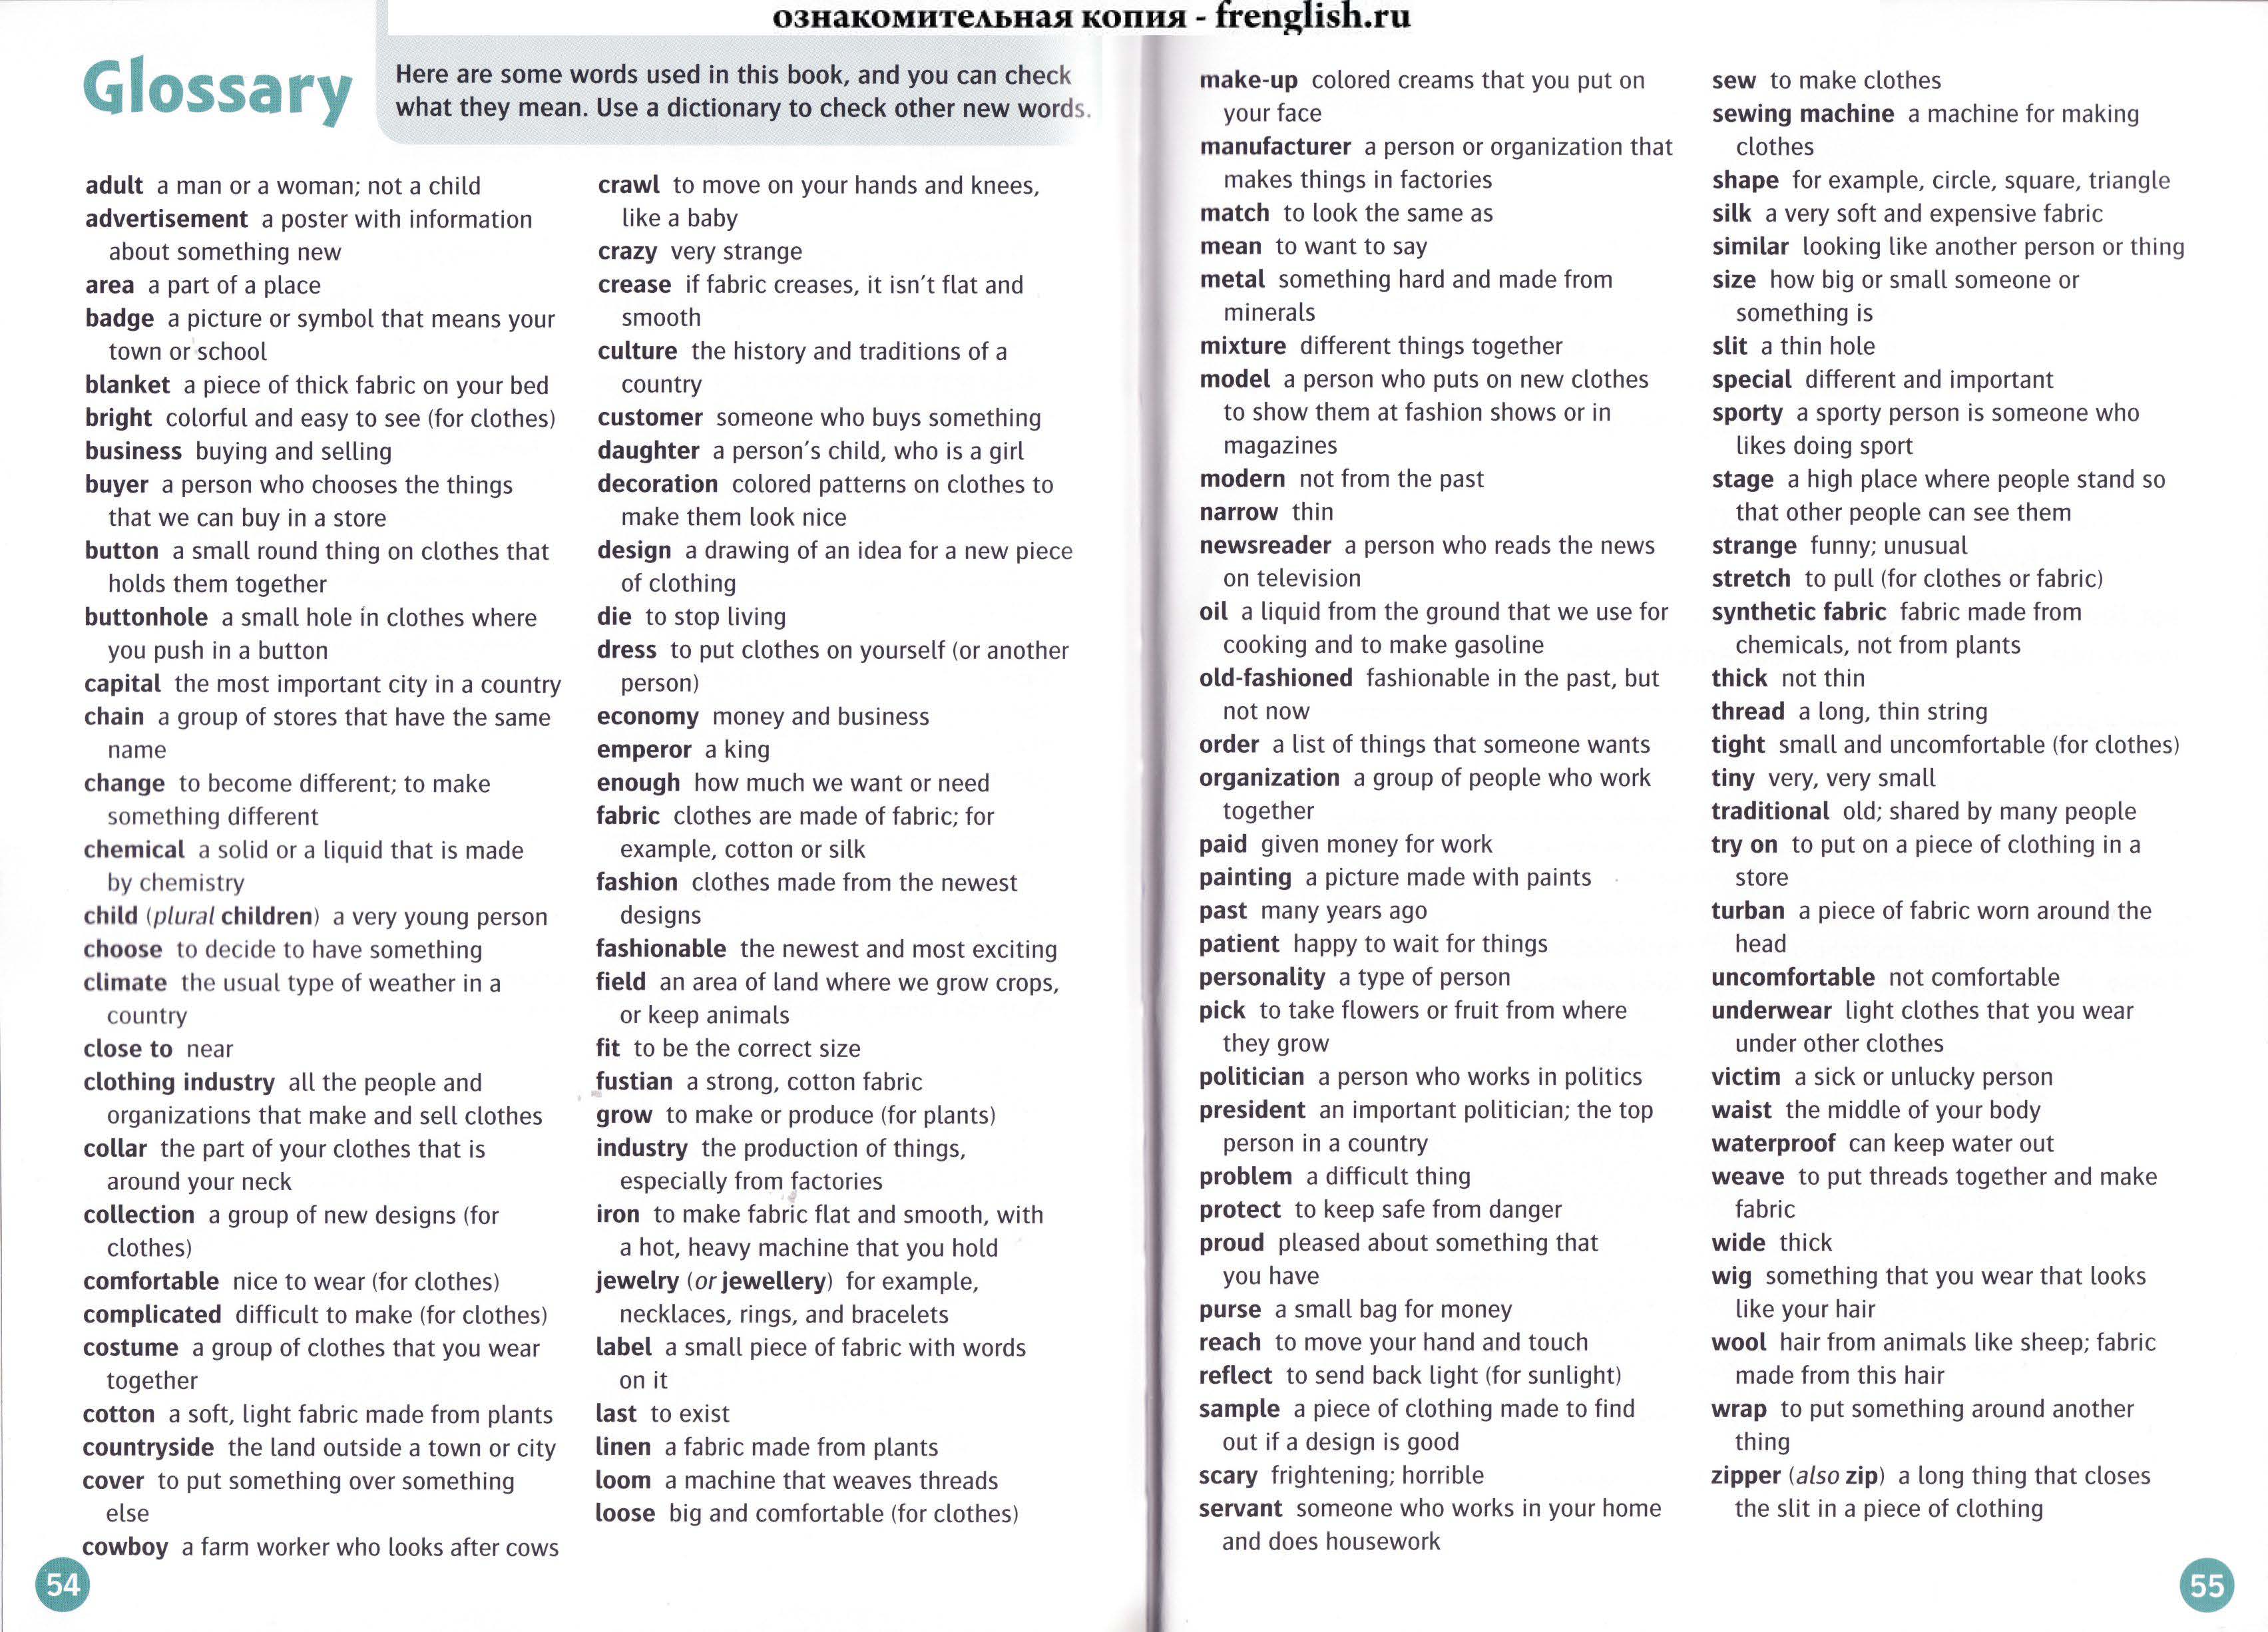 ознакомительная копия - frenglish.ru
Glossary
Here are some words used in this book, and you can check
what they mean. Use a dictionary to check other new words.
adult a man or a woman; not a child
advertisement a poster with information
about something new
area a part of a place
badge a picture or symbol that means your
town or school
blanket a piece of thick fabric on your bed
bright colorful and easy to see (for clothes)
business buying and selling
buyer a person who chooses the things
that we can buy in a store
button a small round thing on clothes that
holds them together
buttonhole a small hole in clothes where
you push in a button
capital the most important city in a country
chain a group of stores that have the same
name
change to become different; to make
something different
chemical a solid or a liquid that is made
by chemistry
child (plural children) a very young person
choose to decide to have something
climate the usual type of weather in a
country
close to near
clothing industry all the people and
organizations that make and sell clothes
collar the part of your clothes that is
around your neck
collection a group of new designs (for
clothes)
comfortable nice to wear (for clothes)
complicated difficult to make (for clothes)
costume a group of clothes that you wear
together
cotton a soft, light fabric made from plants
countryside the land outside a town or city
cover to put something over something
else
cowboy a farm worker who looks after cows
crawl to move on your hands and knees,
like a baby
crazy very strange
crease if fabric creases, it isn't flat and
smooth
culture the history and traditions of a
country
customer someone who buys something
daughter a person's child, who is a girl
decoration colored patterns on clothes to
make them look nice
design a drawing of an idea for a new piece
of clothing
die to stop living
dress to put clothes on yourself (or another
person)
economy money and business
emperor a king
enough how much we want or need
fabric clothes are made of fabric; for
example, cotton or silk
fashion clothes made from the newest
designs
fashionable the newest and most exciting
field an area of land where we grow crops,
or keep animals
fit to be the correct size
fustian a strong, cotton fabric
grow to make or produce (for plants)
industry the production of things,
especially from factories
iron to make fabric flat and smooth, with
a hot, heavy machine that you hold
jewelry (or jewellery) for example,
necklaces, rings, and bracelets
label a small piece of fabric with words
on it
last to exist
linen a fabric made from plants
loom a machine that weaves threads
loose big and comfortable (for clothes)
54
make-up colored creams that you put on
your face
manufacturer a person or organization that
makes things in factories
match to look the same as
mean to want to say
metal something hard and made from
minerals
mixture different things together
model a person who puts on new clothes
to show them at fashion shows or in
magazines
modern not from the past
narrow thin
newsreader a person who reads the news
on television
oil a liquid from the ground that we use for
cooking and to make gasoline
old-fashioned fashionable in the past, but
not now
order a list of things that someone wants
organization a group of people who work
together
paid given money for work
painting a picture made with paints
past many years ago
patient happy to wait for things
personality a type of person
pick to take flowers or fruit from where
they grow
politician a person who works in politics
president an important politician; the top
person in a country
problem a difficult thing
protect to keep safe from danger
proud pleased about something that
you have
purse a small bag for money
reach to move your hand and touch
reflect to send back light (for sunlight)
sample a piece of clothing made to find
out if a design is good
scary frightening; horrible
servant someone who works in your home
and does housework
sew to make clothes
sewing machine a machine for making
clothes
shape for example, circle, square, triangle
silk a very soft and expensive fabric
similar looking like another person or thing
size how big or small someone or
something is
slit a thin hole
special different and important
sporty a sporty person is someone who
likes doing sport
stage a high place where people stand so
that other people can see them
strange funny; unusual
stretch to pull (for clothes or fabric)
synthetic fabric fabric made from
chemicals, not from plants
thick not thin
thread a long, thin string
tight small and uncomfortable (for clothes)
tiny very, very small
traditional old; shared by many people
try on to put on a piece of clothing in a
store
turban a piece of fabric worn around the
head
uncomfortable not comfortable
underwear light clothes that you wear
under other clothes
victim a sick or unlucky person
waist the middle of your body
waterproof can keep water out
weave to put threads together and make
fabric
wide thick
wig something that you wear that looks
like your hair
wool hair from animals like sheep; fabric
made from this hair
wrap to put something around another
thing
zipper (also zip) a long thing that closes
the slit in a piece of clothing
55